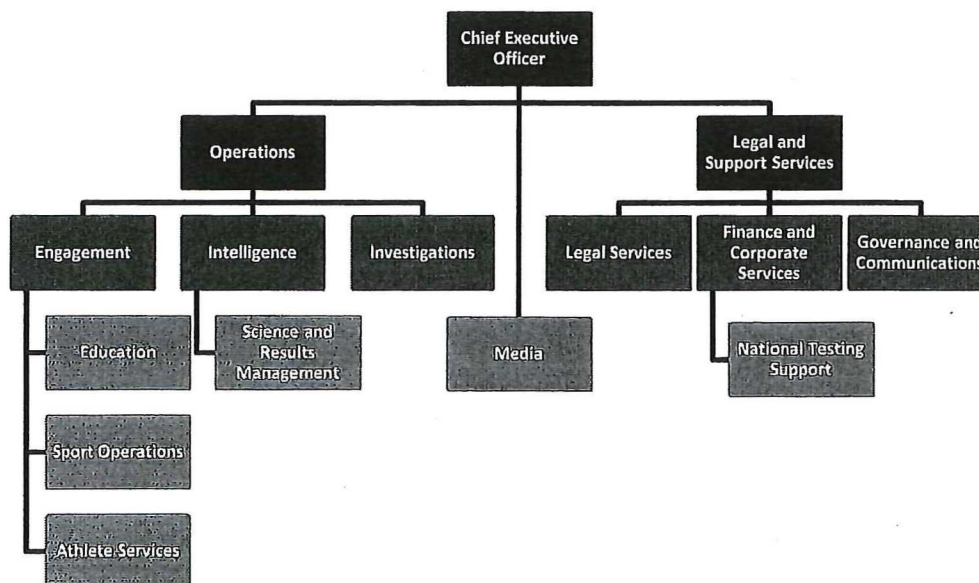 Chief Executive
Officer
Operations
Legal and
Support Services
Engagement
Intelligence
Investigations
Legal Services
Finance and
Corporate
Services
Governance and
Communications
Education
Science and
Results
Management
Media
National Testing
Support
Sport Operations
Athlete Services